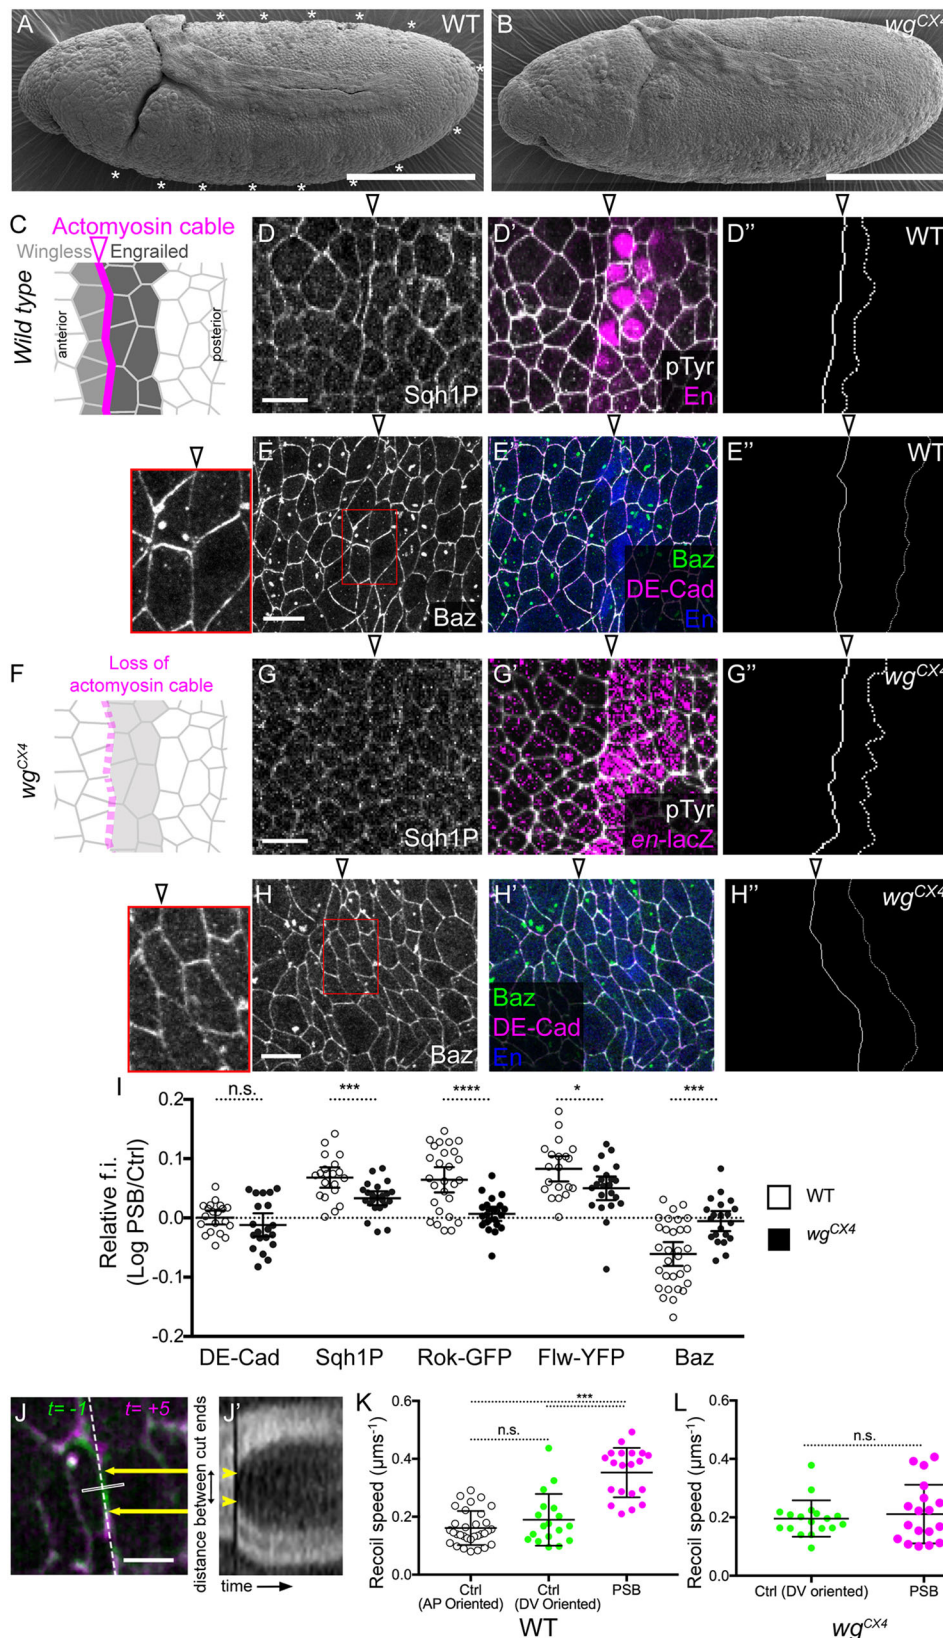 A
WT
* * * * * * * * * * * * * * *
B
wgCX4
C
Actomyosin cable
Wingless
Engrailed
anterior
posterior
Wild type
D
Sqh1P
D'
pTyr
En
D''
WT
E
Baz
E'
Baz
DE-Cad
En
E''
WT
F
Loss of
actomyosin cable
wgCX4
G
Sqh1P
G'
pTyr
en-lacZ
G''
wgCX4
H
Baz
H'
Baz
DE-Cad
En
H''
wgCX4
I
n.s.
***
****
*
***
0.2
0.1
0.0
-0.1
-0.2
Relative f.i.
(Log PSB/Ctrl)
DE-Cad
Sqh1P
Rok-GFP
Flw-YFP
Baz
WT
wgCX4
J
t= -1
t= +5
J'
distance between cut ends
time
K
***
n.s.
0.6
0.4
0.2
0.0
Recoil speed (μms-1)
Ctrl
(AP Oriented)
Ctrl
(DV oriented)
PSB
WT
L
n.s.
0.6
0.4
0.2
0.0
Recoil speed (μms-1)
Ctrl (DV oriented)
PSB
wgCX4